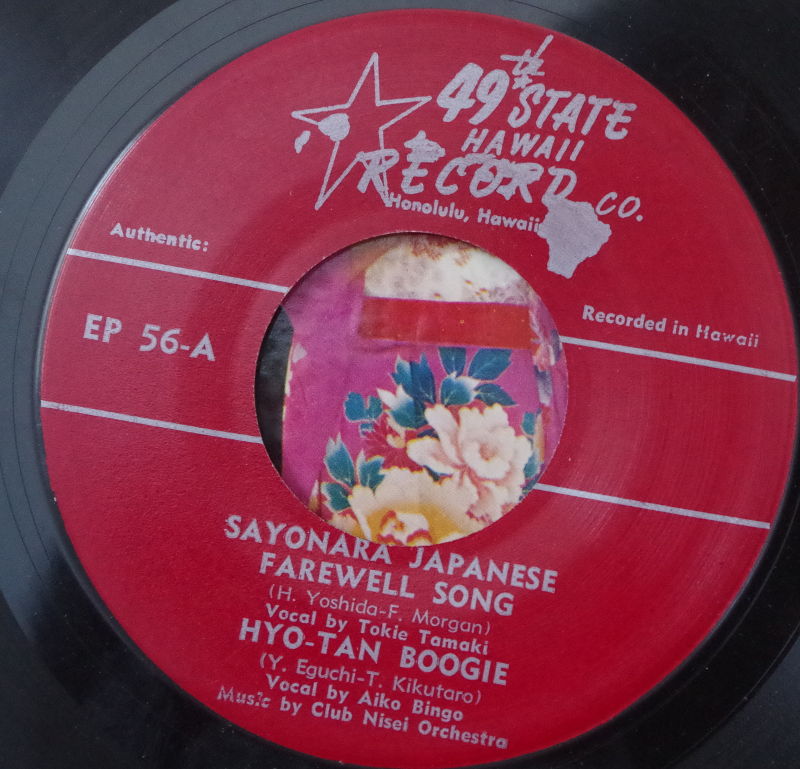 49th STATE
HAWAII
RECORD CO.
Honolulu, Hawaii
Authentic:
Recorded in Hawaii
EP 56-A
SAYONARA JAPANESE
FAREWELL SONG
(H. Yoshida-F. Morgan)
Vocal by Tokie Tamaki
HYO-TAN BOOGIE
(Y. Eguchi-T. Kikutaro)
Vocal by Aiko Bingo
Music by Club Nisei Orchestra